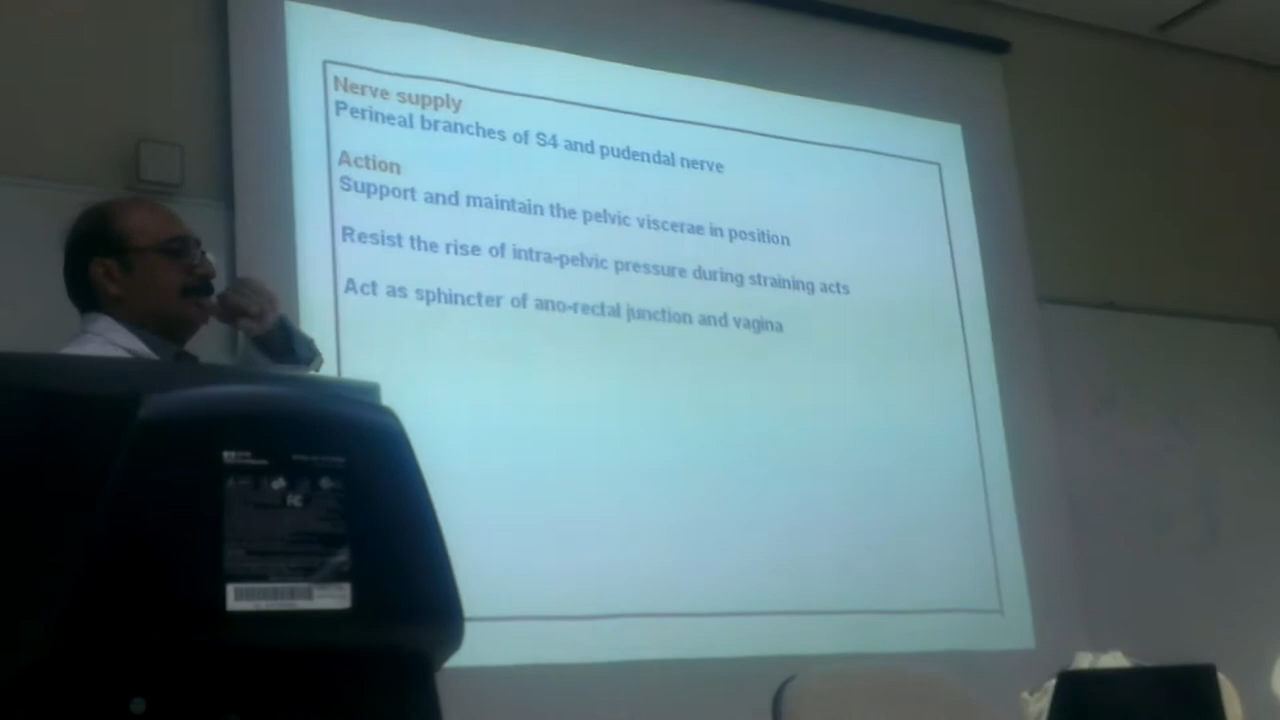 Nerve supply
Perineal branches of S4 and pudendal nerve
Action
Support and maintain the pelvic viscerae in position
Resist the rise of intra-pelvic pressure during straining acts
Act as sphincter of ano-rectal junction and vagina
FC